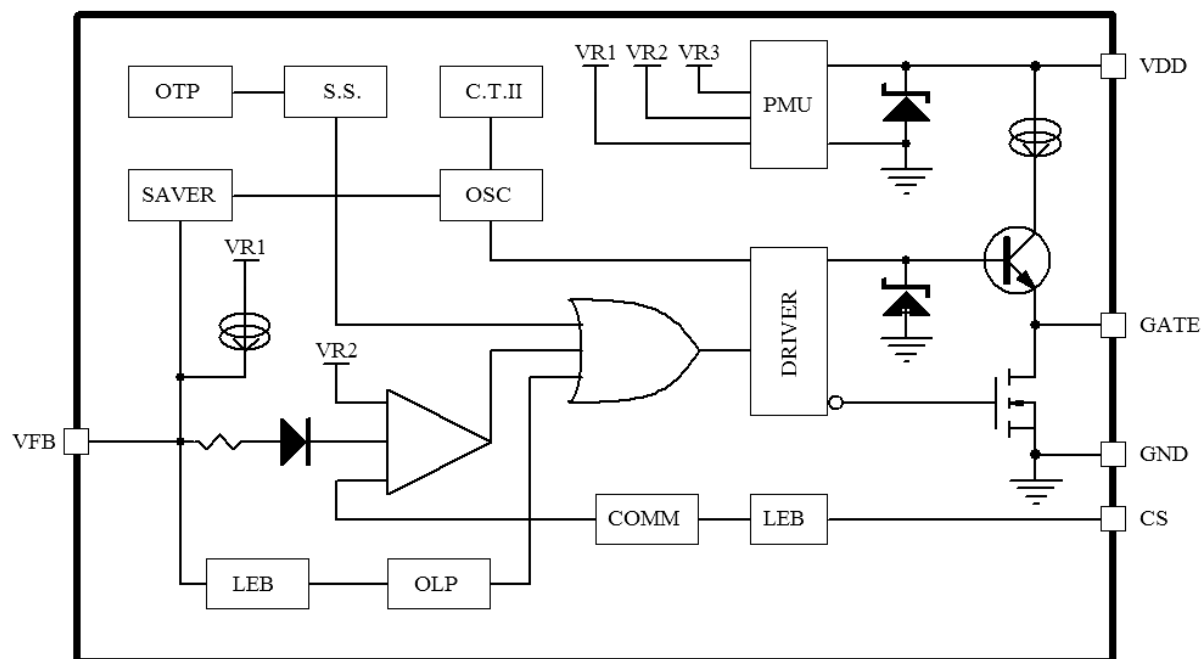 VR1 VR2 VR3
VDD
OTP
S.S.
C.T.II
PMU
SAVER
OSC
VR1
DRIVER
GATE
VR2
VFB
GND
COMM
LEB
CS
LEB
OLP